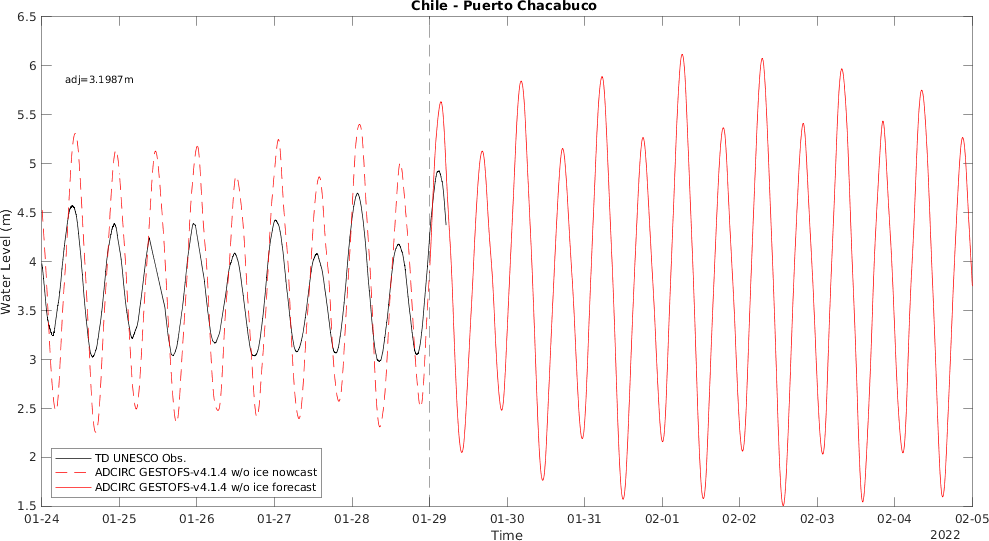 Chile - Puerto Chacabuco
6.5
6
5.5
5
4.5
4
3.5
3
2.5
2
1.5
Water Level (m)
adj=3.1987m
TD UNESCO Obs.
ADCIRC GESTOFS-v4.1.4 w/o ice nowcast
ADCIRC GESTOFS-v4.1.4 w/o ice forecast
01-24 01-25 01-26 01-27 01-28 01-29 01-30 01-31 02-01 02-02 02-03 02-04 02-05
Time
2022